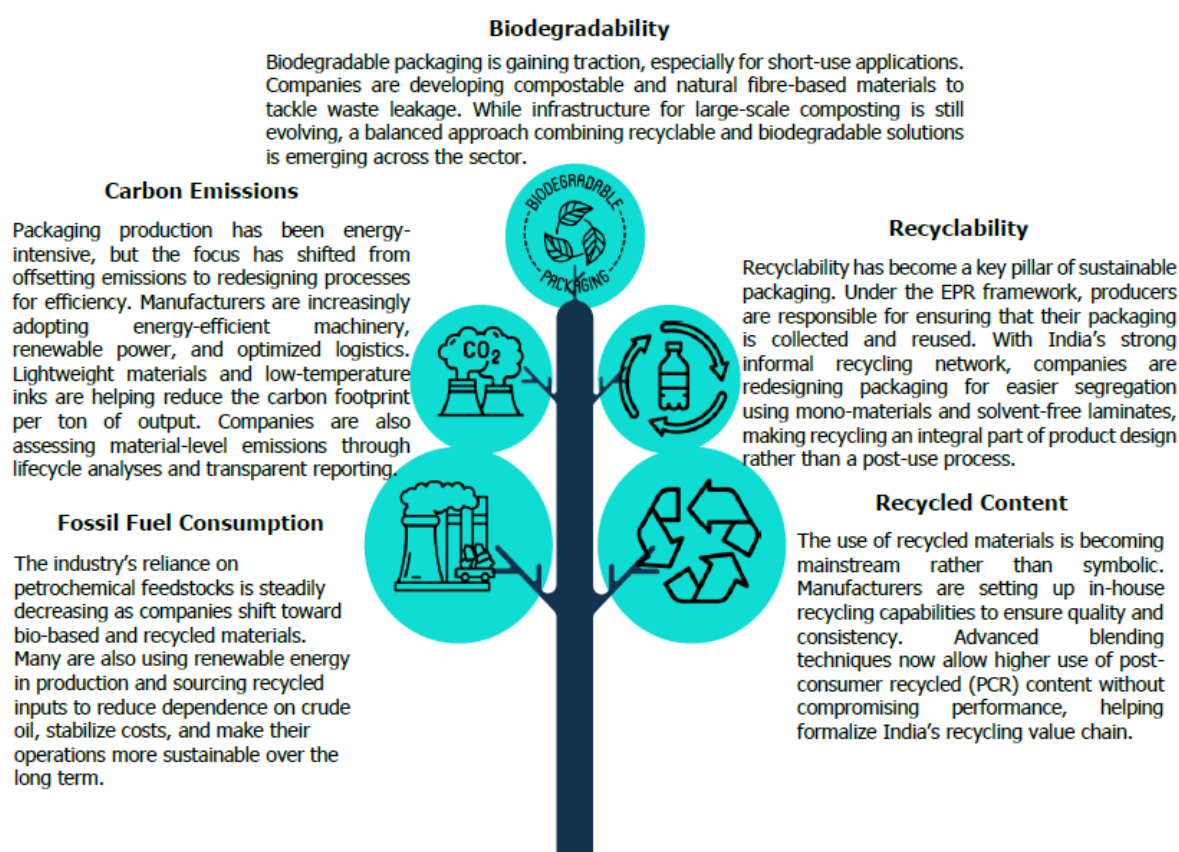 Biodegradability
Biodegradable packaging is gaining traction, especially for short-use applications.
Companies are developing compostable and natural fibre-based materials to
tackle waste leakage. While infrastructure for large-scale composting is still
evolving, a balanced approach combining recyclable and biodegradable solutions
is emerging across the sector.
BIODEGRADABLE
PACKAGING
Carbon Emissions
Packaging production has been energy-
intensive, but the focus has shifted from
offsetting emissions to redesigning processes
for efficiency. Manufacturers are increasingly
adopting energy-efficient machinery,
renewable power, and optimized logistics.
Lightweight materials and low-temperature
inks are helping reduce the carbon footprint
per ton of output. Companies are also
assessing material-level emissions through
lifecycle analyses and transparent reporting.
CO2
Recyclability
Recyclability has become a key pillar of sustainable
packaging. Under the EPR framework, producers
are responsible for ensuring that their packaging
is collected and reused. With India's strong
informal recycling network, companies are
redesigning packaging for easier segregation
using mono-materials and solvent-free laminates,
making recycling an integral part of product design
rather than a post-use process.
Fossil Fuel Consumption
The industry's reliance on
petrochemical feedstocks is steadily
decreasing as companies shift toward
bio-based and recycled materials.
Many are also using renewable energy
in production and sourcing recycled
inputs to reduce dependence on crude
oil, stabilize costs, and make their
operations more sustainable over the
long term.
Recycled Content
The use of recycled materials is becoming
mainstream rather than symbolic.
Manufacturers are setting up in-house
recycling capabilities to ensure quality and
consistency. Advanced blending
techniques now allow higher use of post-
consumer recycled (PCR) content without
compromising performance, helping
formalize India's recycling value chain.